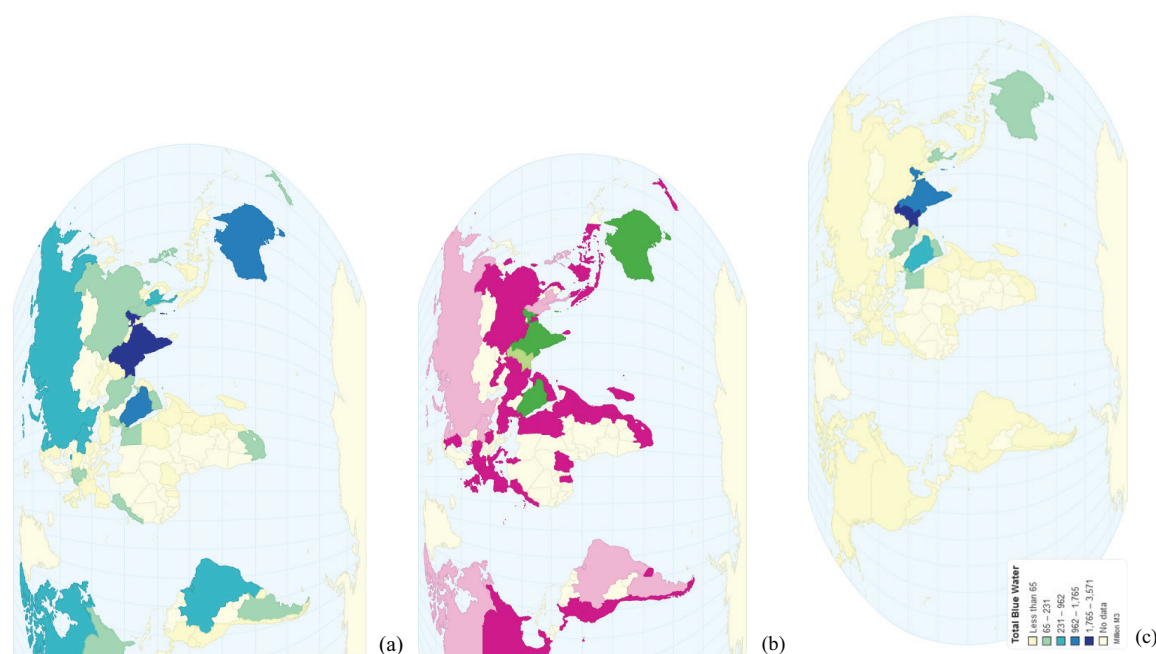 (a)
(b)
(c)
Total Blue Water
Less than 65
65 – 231
231 – 962
962 – 1,765
1,765 – 3,571
No data
Million M3